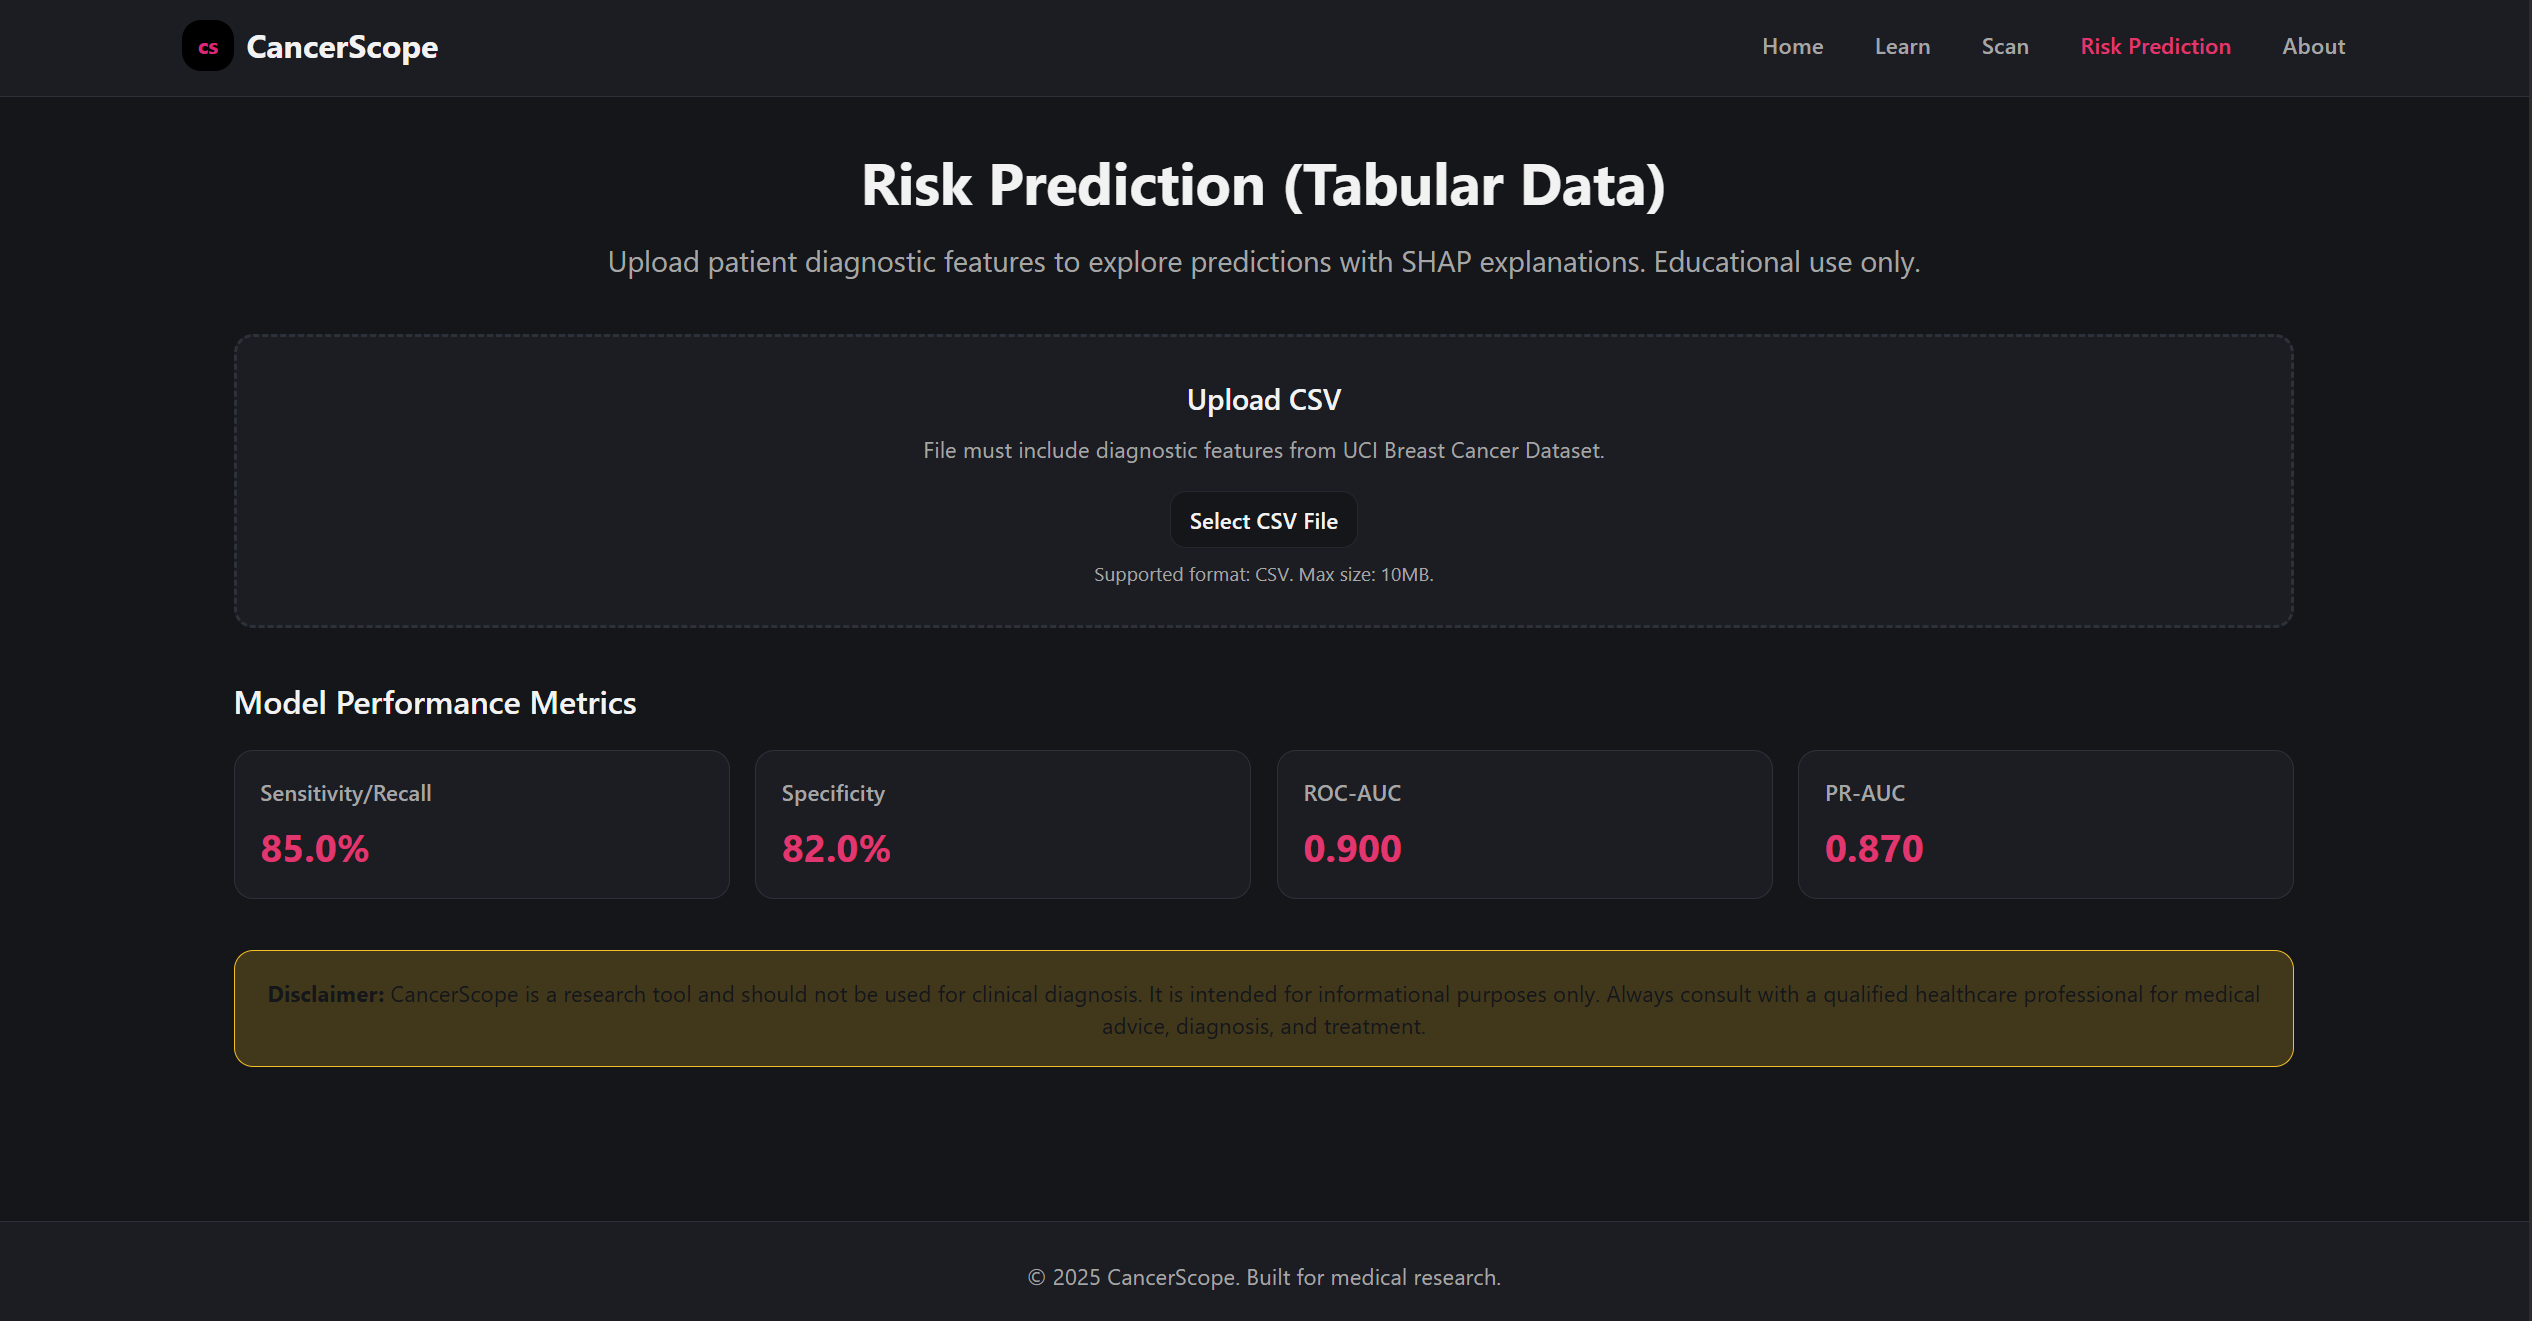 cs
CancerScope
Home
Learn
Scan
Risk Prediction
About
Risk Prediction (Tabular Data)
Upload patient diagnostic features to explore predictions with SHAP explanations. Educational use only.
Upload CSV
File must include diagnostic features from UCI Breast Cancer Dataset.
Select CSV File
Supported format: CSV. Max size: 10MB.
Model Performance Metrics
Sensitivity/Recall
85.0%
Specificity
82.0%
ROC-AUC
0.900
PR-AUC
0.870
Disclaimer: CancerScope is a research tool and should not be used for clinical diagnosis. It is intended for informational purposes only. Always consult with a qualified healthcare professional for medical
advice, diagnosis, and treatment.
© 2025 CancerScope. Built for medical research.